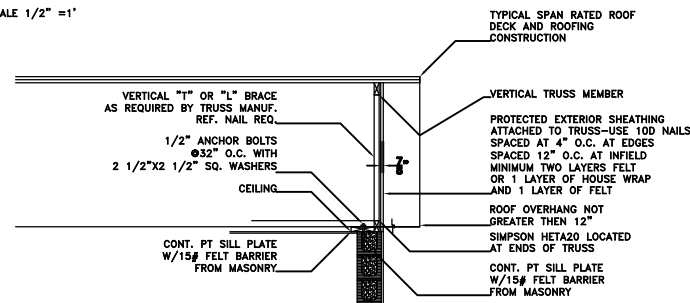 ALE 1/2" =1'
TYPICAL SPAN RATED ROOF
DECK AND ROOFING
CONSTRUCTION
VERTICAL "T" OR "L" BRACE
AS REQUIRED BY TRUSS MANUF.
REF. NAIL REQ.
VERTICAL TRUSS MEMBER
1/2" ANCHOR BOLTS
@32" O.C. WITH
2 1/2"X2 1/2" SQ. WASHERS
PROTECTED EXTERIOR SHEATHING
ATTACHED TO TRUSS-USE 10D NAILS
SPACED AT 4" O.C. AT EDGES
SPACED 12" O.C. AT INFIELD
MINIMUM TWO LAYERS FELT
OR 1 LAYER OF HOUSE WRAP
AND 1 LAYER OF FELT
CEILING
ROOF OVERHANG NOT
GREATER THEN 12"
CONT. PT SILL PLATE
W/15# FELT BARRIER
FROM MASONRY
SIMPSON HETA20 LOCATED
AT ENDS OF TRUSS
CONT. PT SILL PLATE
W/15# FELT BARRIER
FROM MASONRY